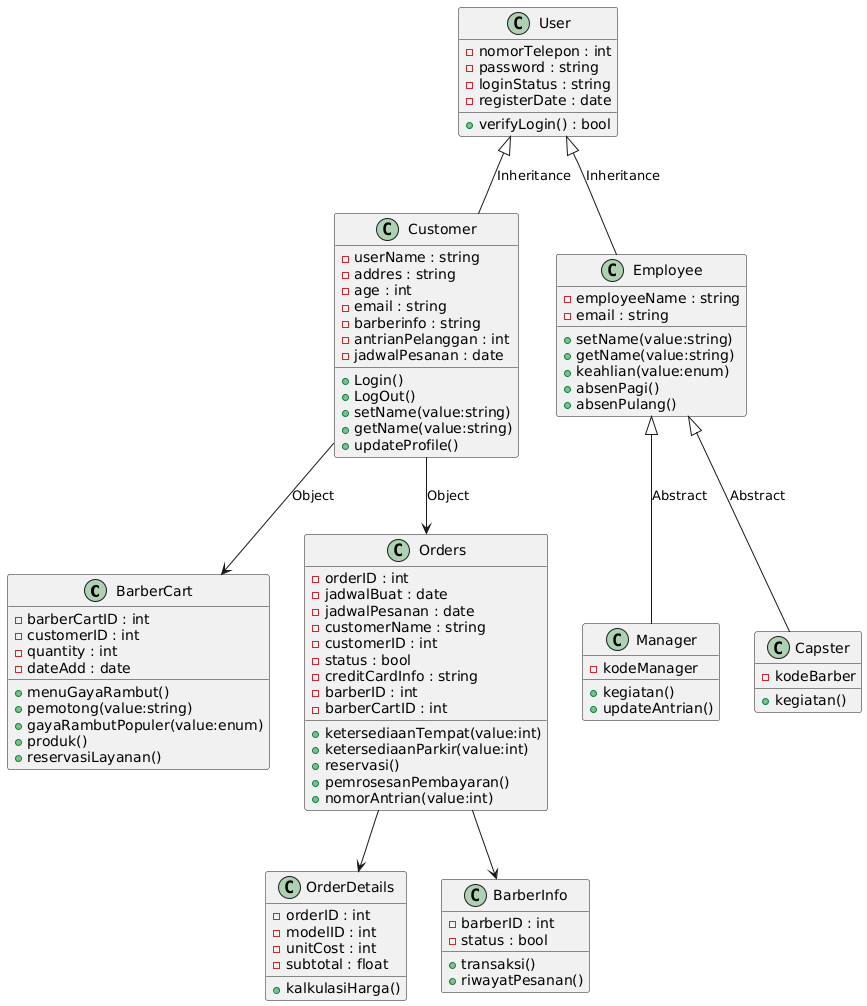 C User
nomorTelepon : int
password : string
loginStatus : string
registerDate : date
verifyLogin() : bool
Inheritance
Inheritance
C Customer
userName : string
addres : string
age : int
email : string
barberinfo : string
antrianPelanggan : int
jadwalPesanan : date
Login()
LogOut()
setName(value:string)
getName(value:string)
updateProfile()
C Employee
employeeName : string
email : string
setName(value:string)
getName(value:string)
keahlian(value:enum)
absenPagi()
absenPulang()
Object
Object
Abstract
Abstract
C BarberCart
barberCartID : int
customerID : int
quantity : int
dateAdd : date
menuGayaRambut()
pemotong(value:string)
gayaRambutPopuler(value:enum)
produk()
reservasiLayanan()
C Orders
orderID : int
jadwalBuat : date
jadwalPesanan : date
customerName : string
customerID : int
status : bool
creditCardInfo : string
barberID : int
barberCartID : int
ketersediaanTempat(value:int)
ketersediaanParkir(value:int)
reservasi()
pemrosesanPembayaran()
nomorAntrian(value:int)
C Manager
kodeManager
kegiatan()
updateAntrian()
C Capster
kodeBarber
kegiatan()
C OrderDetails
orderID : int
modelID : int
unitCost : int
subtotal : float
kalkulasiHarga()
C BarberInfo
barberID : int
status : bool
transaksi()
riwayatPesanan()